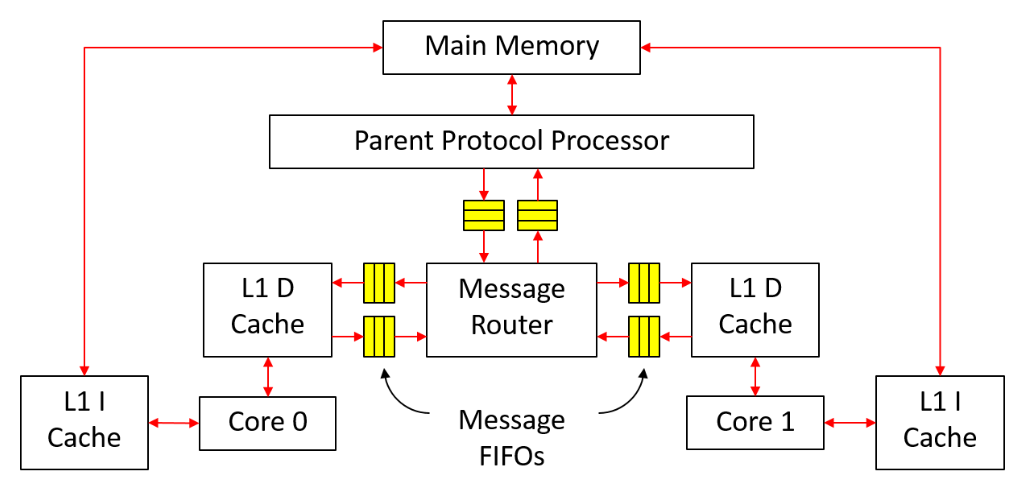 Main Memory
Parent Protocol Processor
L1 D
Cache
Message
Router
L1 D
Cache
L1 I
Cache
Core 0
Message
FIFOs
Core 1
L1 I
Cache